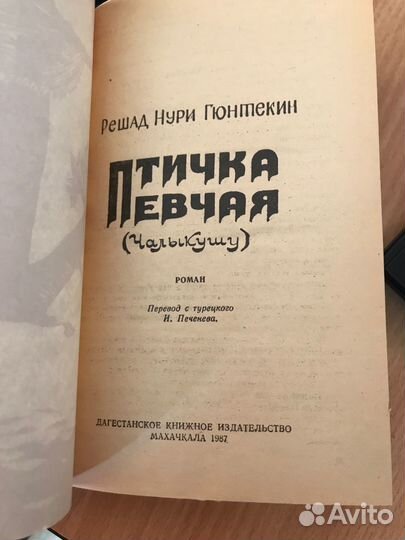 Решад Нури Гюнтекин
ПТИЧКА
ПЕВЧАЯ
(Чалыкушу)
РОМАН
Перевод с турецкого
И. Печенева.
ДАГЕСТАНСКОЕ КНИЖНОЕ ИЗДАТЕЛЬСТВО
МАХАЧКАЛА 1987
Avito